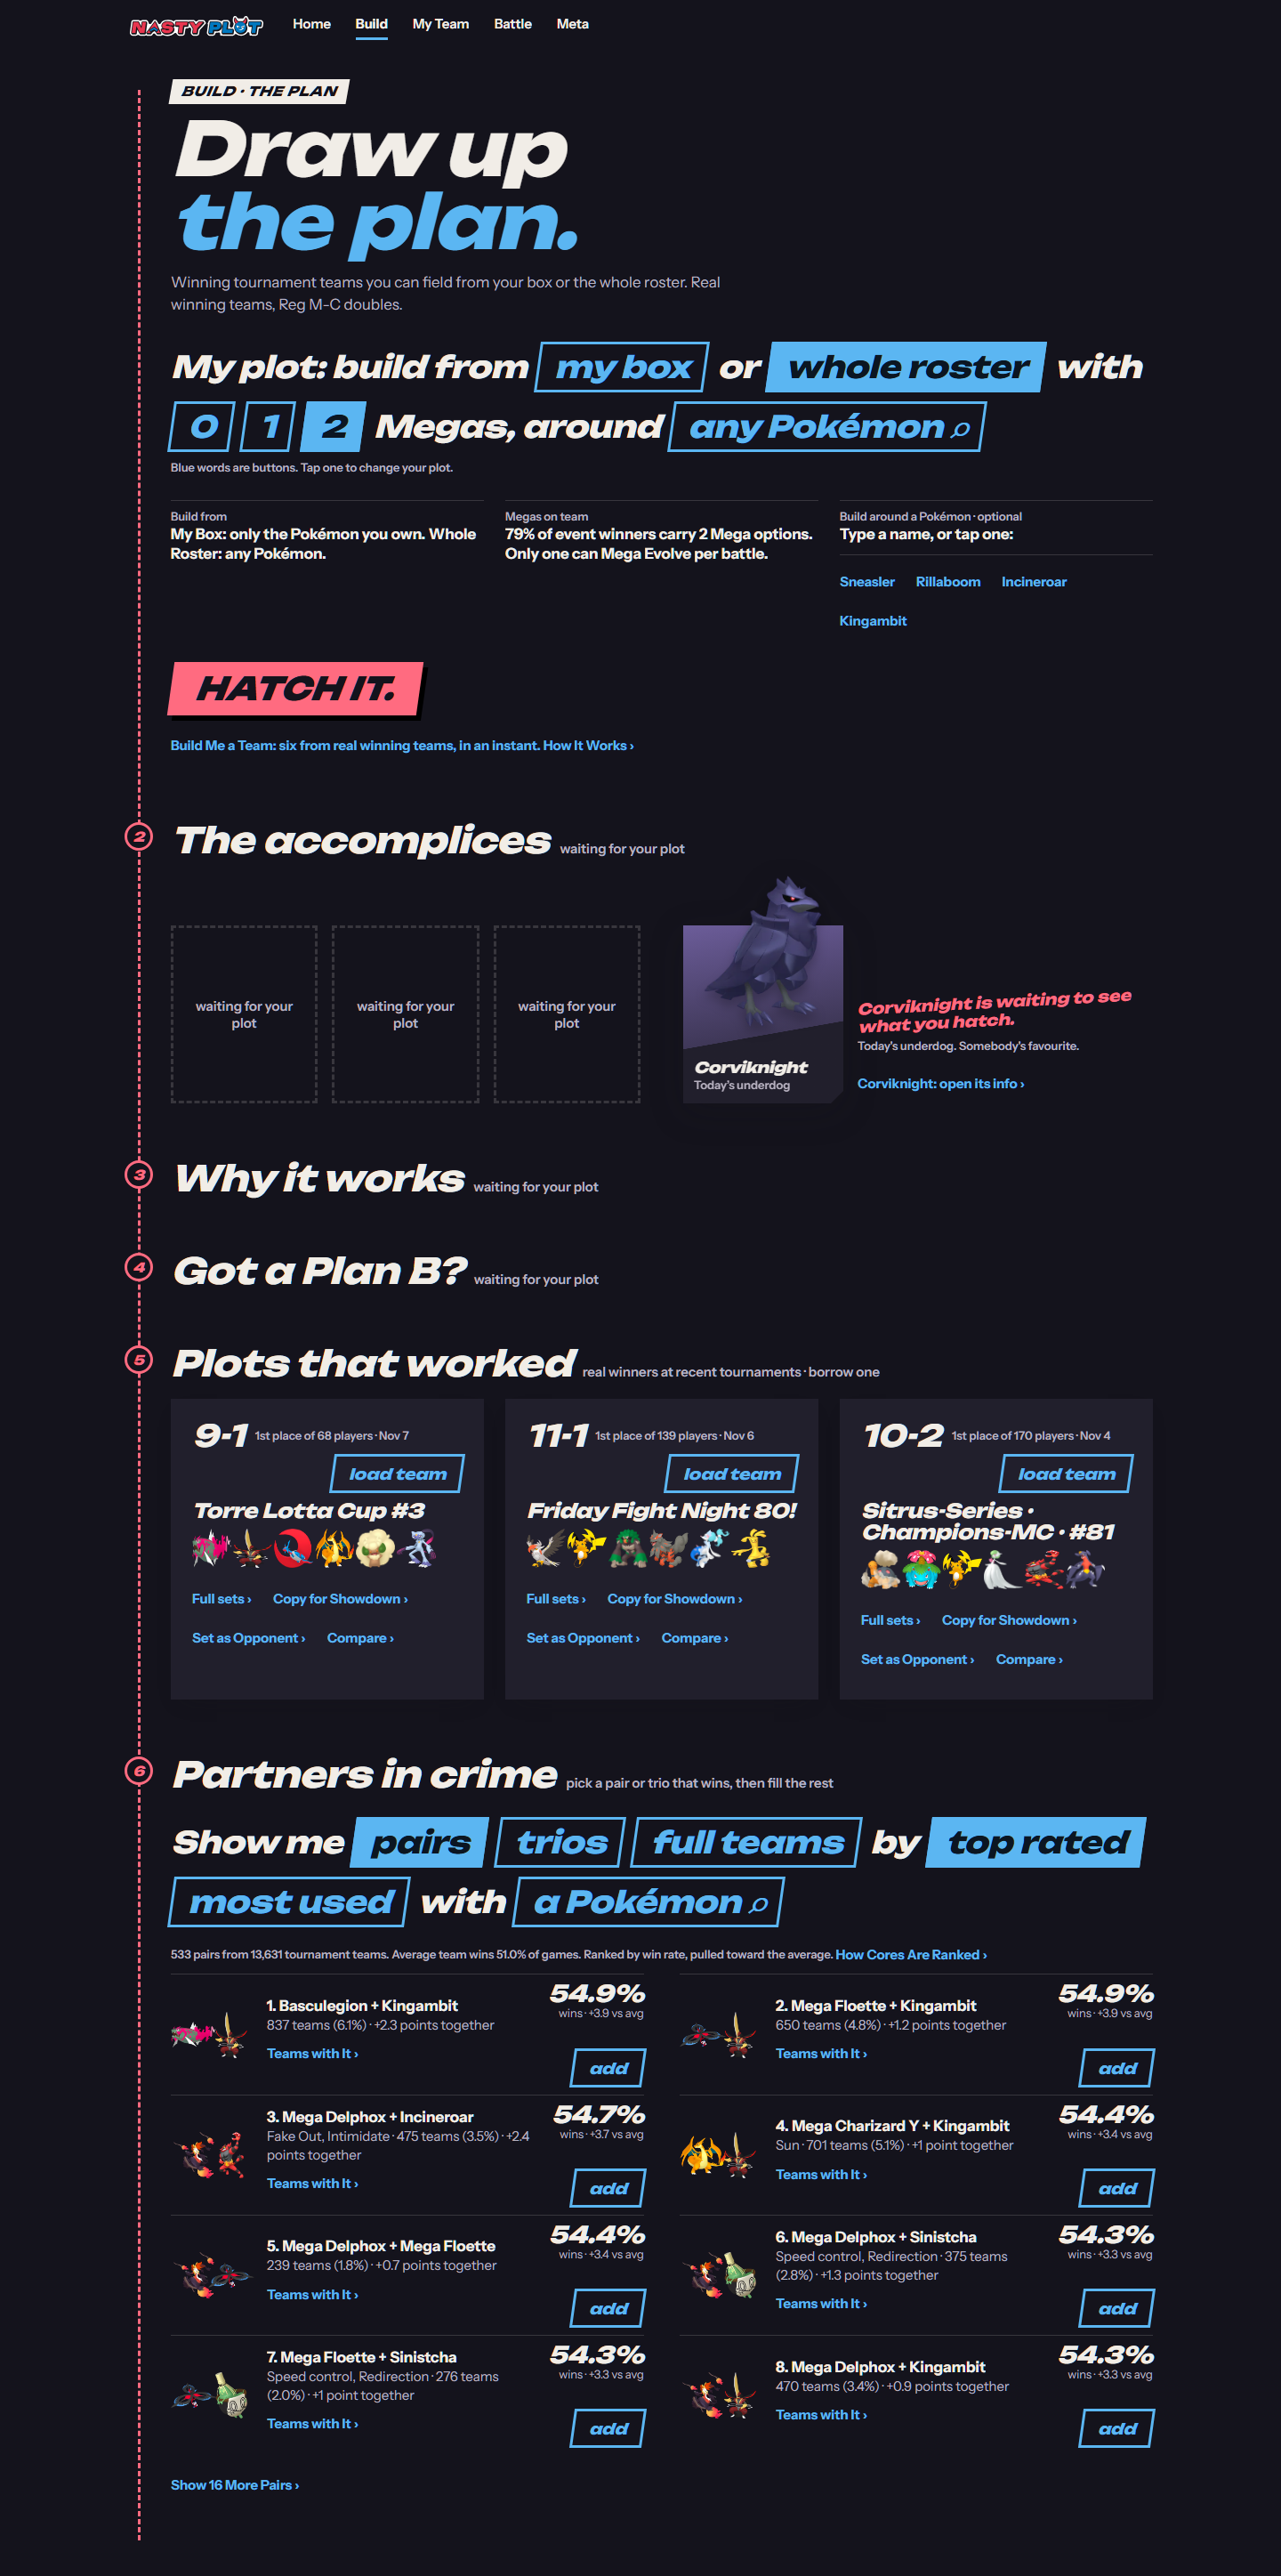 NASTY PLOT
Home
Build
My Team
Battle
Meta
BUILD · THE PLAN
Draw up
the plan.
Winning tournament teams you can field from your box or the whole roster. Real
winning teams, Reg M-C doubles.
My plot: build from my box or whole roster with
0 1 2 Megas, around any Pokémon
Blue words are buttons. Tap one to change your plot.
Build from
My Box: only the Pokémon you own. Whole
Roster: any Pokémon.
Megas on team
79% of event winners carry 2 Mega options.
Only one can Mega Evolve per battle.
Build around a Pokémon · optional
Type a name, or tap one:
Sneasler Rillaboom Incineroar
Kingambit
HATCH IT.
Build Me a Team: six from real winning teams, in an instant. How It Works ›
2 The accomplices waiting for your plot
waiting for your
plot
waiting for your
plot
waiting for your
plot
Corviknight
Today's underdog
Corviknight is waiting to see
what you hatch.
Today's underdog. Somebody's favourite.
Corviknight: open its info ›
3 Why it works waiting for your plot
4 Got a Plan B? waiting for your plot
5 Plots that worked real winners at recent tournaments · borrow one
9-1 1st place of 68 players · Nov 7
load team
Torre Lotta Cup #3
Full sets › Copy for Showdown ›
Set as Opponent › Compare ›
11-1 1st place of 139 players · Nov 6
load team
Friday Fight Night 80!
Full sets › Copy for Showdown ›
Set as Opponent › Compare ›
10-2 1st place of 170 players · Nov 4
load team
Sitrus-Series ·
Champions-MC · #81
Full sets › Copy for Showdown ›
Set as Opponent › Compare ›
6 Partners in crime pick a pair or trio that wins, then fill the rest
Show me pairs trios full teams by top rated
most used with a Pokémon
533 pairs from 13,631 tournament teams. Average team wins 51.0% of games. Ranked by win rate, pulled toward the average. How Cores Are Ranked ›
1. Basculegion + Kingambit
837 teams (6.1%) · +2.3 points together
Teams with It ›
54.9%
wins · +3.9 vs avg
add
2. Mega Floette + Kingambit
650 teams (4.8%) · +1.2 points together
Teams with It ›
54.9%
wins · +3.9 vs avg
add
3. Mega Delphox + Incineroar
Fake Out, Intimidate · 475 teams (3.5%) · +2.4
points together
Teams with It ›
54.7%
wins · +3.7 vs avg
add
4. Mega Charizard Y + Kingambit
Sun · 701 teams (5.1%) · +1 point together
Teams with It ›
54.4%
wins · +3.4 vs avg
add
5. Mega Delphox + Mega Floette
239 teams (1.8%) · +0.7 points together
Teams with It ›
54.4%
wins · +3.4 vs avg
add
6. Mega Delphox + Sinistcha
Speed control, Redirection · 375 teams
(2.8%) · +1.3 points together
Teams with It ›
54.3%
wins · +3.3 vs avg
add
7. Mega Floette + Sinistcha
Speed control, Redirection · 276 teams
(2.0%) · +1 point together
Teams with It ›
54.3%
wins · +3.3 vs avg
add
8. Mega Delphox + Kingambit
470 teams (3.4%) · +0.9 points together
Teams with It ›
54.3%
wins · +3.3 vs avg
add
Show 16 More Pairs ›